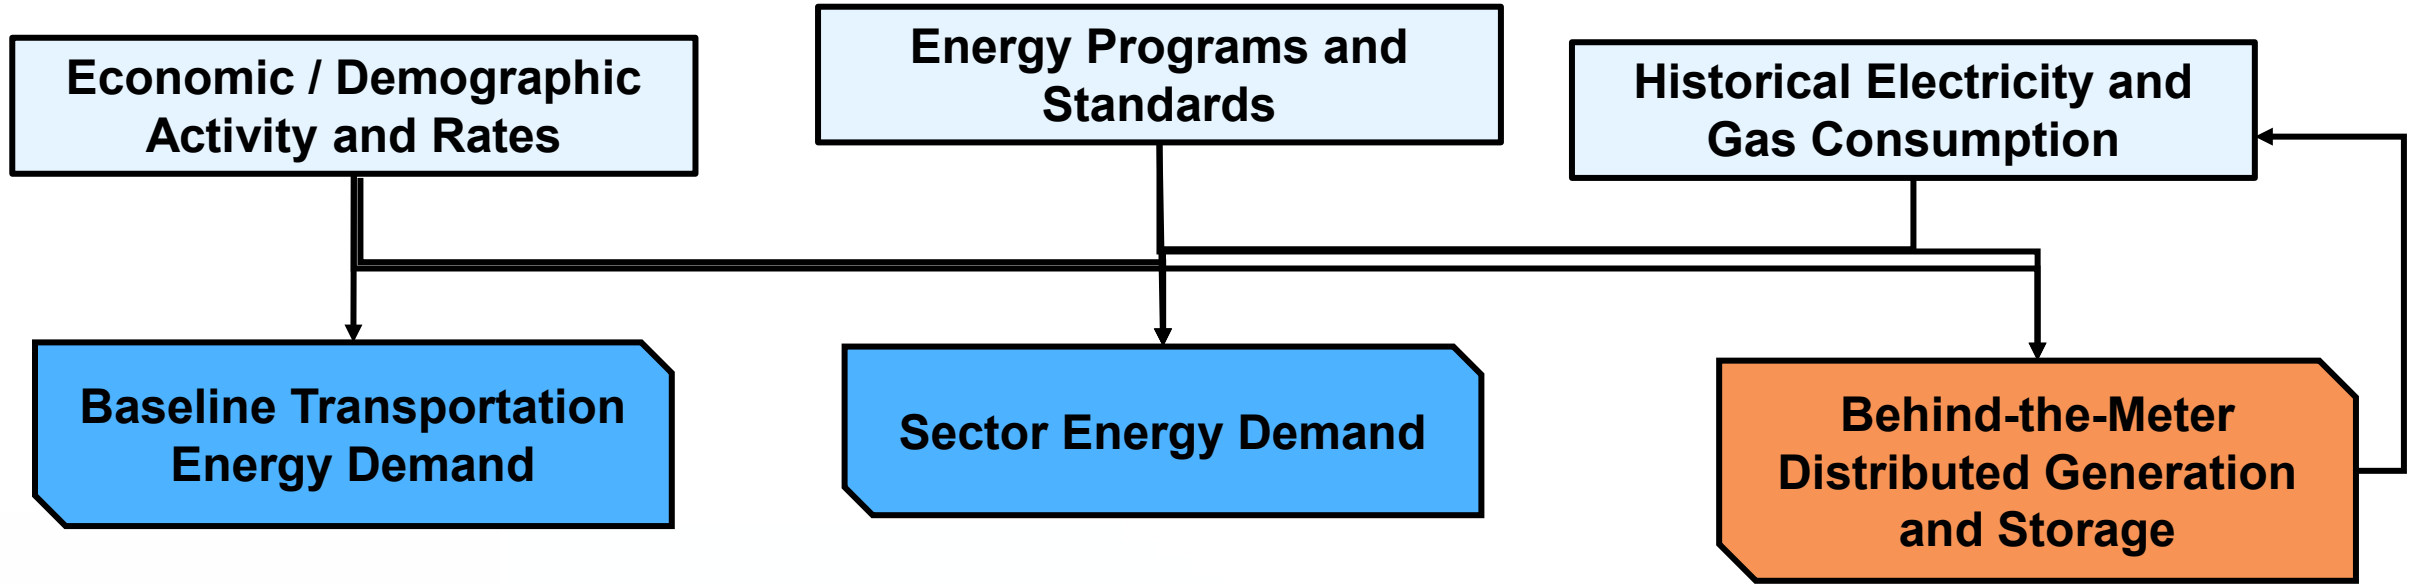 Economic / Demographic
Activity and Rates
Energy Programs and
Standards
Historical Electricity and
Gas Consumption
Baseline Transportation
Energy Demand
Sector Energy Demand
Behind-the-Meter
Distributed Generation
and Storage